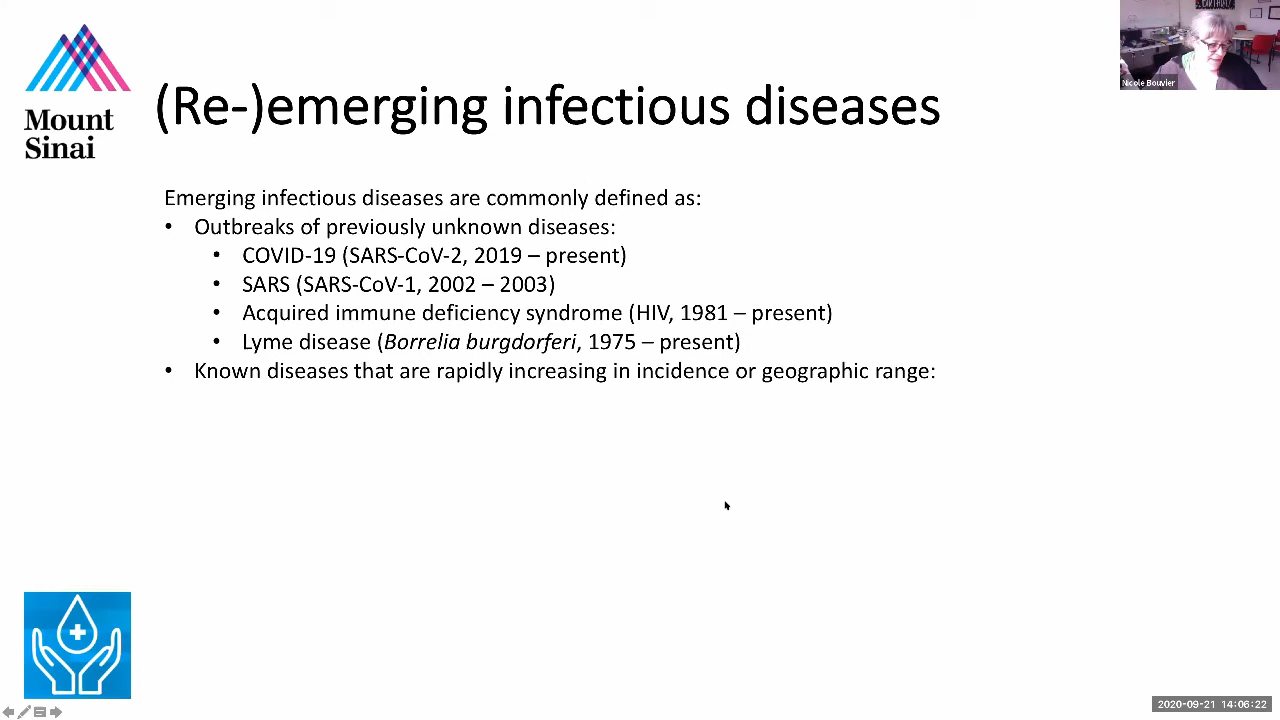 Mount
Sinai
(Re-)emerging infectious diseases
Nicole Bouvier
Emerging infectious diseases are commonly defined as:
• Outbreaks of previously unknown diseases:
• COVID-19 (SARS-CoV-2, 2019 – present)
• SARS (SARS-CoV-1, 2002 – 2003)
• Acquired immune deficiency syndrome (HIV, 1981 – present)
• Lyme disease (Borrelia burgdorferi, 1975 – present)
• Known diseases that are rapidly increasing in incidence or geographic range:
2020-09-21 14:06:22